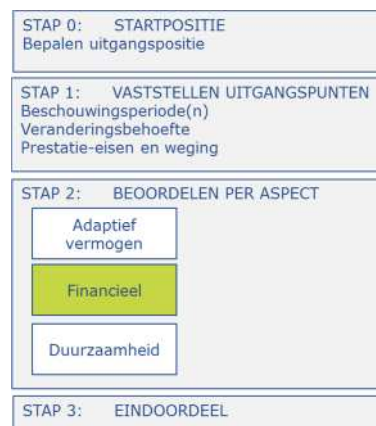 STAP 0: STARTPOSITIE
Bepalen uitgangspositie
STAP 1: VASTSTELLEN UITGANGSPUNTEN
Beschouwingsperiode(n)
Veranderingsbehoefte
Prestatie-eisen en weging
STAP 2: BEOORDELEN PER ASPECT
Adaptief
vermogen
Financieel
Duurzaamheid
STAP 3: EINDOORDEEL